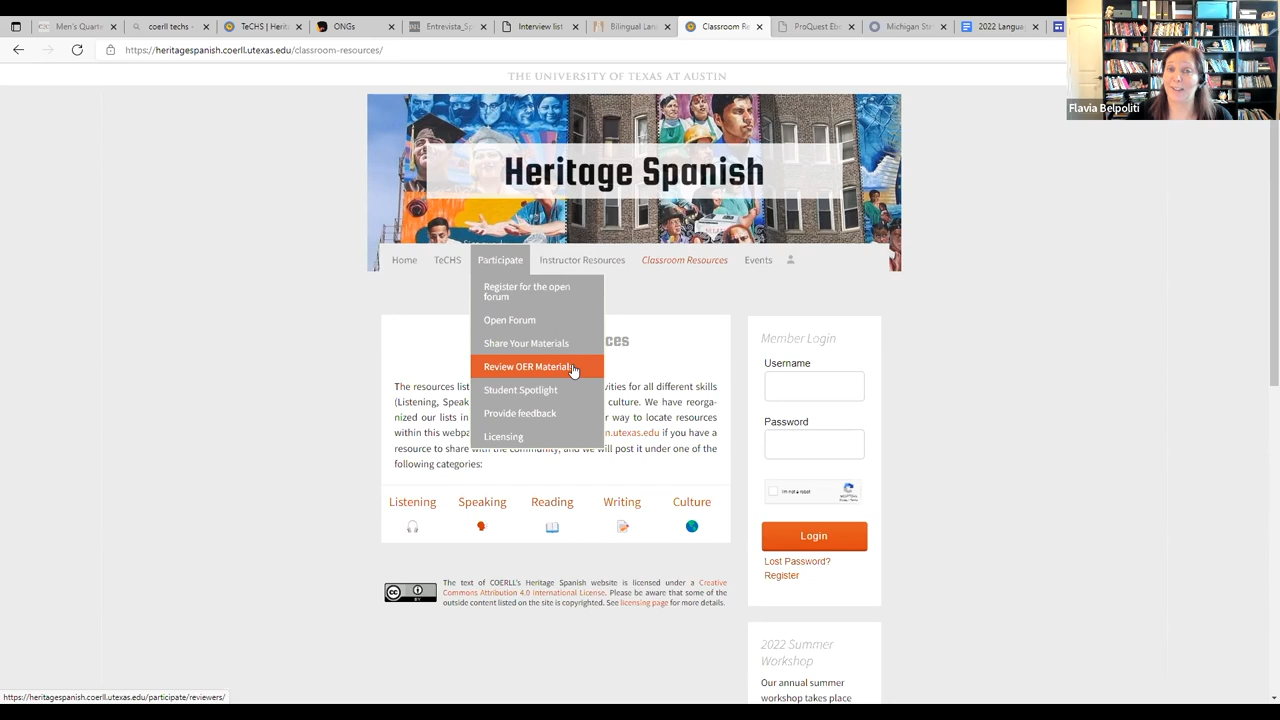 Men's Quarte
coerll techs -
TeCHS | Herit
ONGs
Entrevista_Sp
Interview list
Bilingual Lan
Classroom Re
ProQuest Ebo
Michigan Str
2022 Langua
https://heritagespanish.coerll.utexas.edu/classroom-resources/
Flavia Belpoliti
THE UNIVERSITY OF TEXAS AT AUSTIN
Heritage Spanish
Home TeCHS Participate Instructor Resources Classroom Resources Events
Register for the open
forum
Open Forum
Share Your Materials
Review OER Materials
Student Spotlight
Provide feedback
Licensing
ces
The resources list
vities for all different skills
(Listening, Speak
culture. We have reorga-
nized our lists in
r way to locate resources
within this webpa
n.utexas.edu if you have a
resource to share with the community, and we will post it under one of the
following categories:
Listening Speaking Reading Writing Culture
The text of COERLL's Heritage Spanish website is licensed under a Creative
Commons Attribution 4.0 International License. Please be aware that some of the
outside content listed on the site is copyrighted. See licensing page for more details.
cc
BY
Member Login
Username
Password
I'm not a robot
Login
Lost Password?
Register
2022 Summer
Workshop
Our annual summer
workshop takes place
https://heritagespanish.coerll.utexas.edu/participate/reviewers/